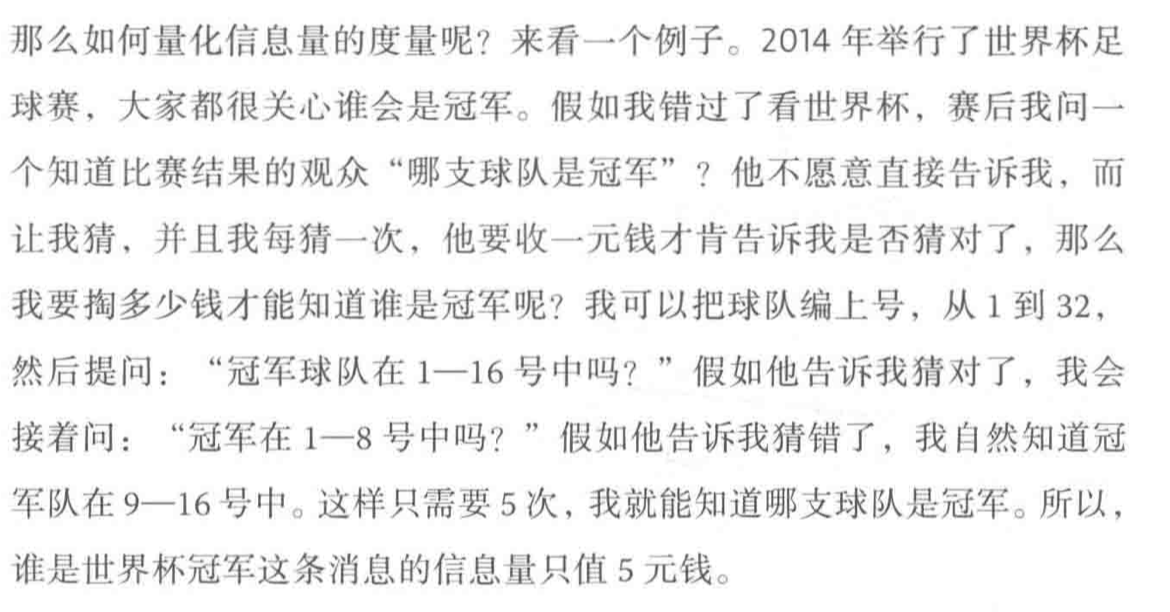 那么如何量化信息量的度量呢？来看一个例子。2014 年举行了世界杯足
球赛，大家都很关心谁会是冠军。假如我错过了看世界杯，赛后我问一
个知道比赛结果的观众“哪支球队是冠军”？他不愿意直接告诉我，而
让我猜，并且我每猜一次，他要收一元钱才肯告诉我是否猜对了，那么
我要掏多少钱才能知道谁是冠军呢？我可以把球队编上号，从 1 到 32，
然后提问：“冠军球队在 1—16 号中吗？”假如他告诉我猜对了，我会
接着问：“冠军在 1—8 号中吗？”假如他告诉我猜错了，我自然知道冠
军队在 9—16 号中。这样只需要 5 次，我就能知道哪支球队是冠军。所以，
谁是世界杯冠军这条消息的信息量只值 5 元钱。